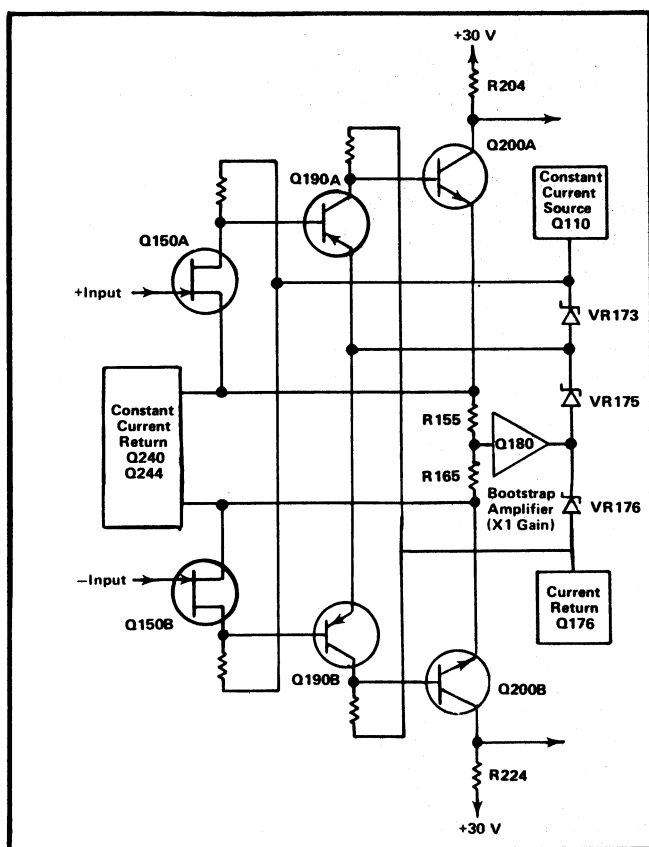 +30 V
R204
Q200A
Q190A
Constant
Current
Source
Q110
Q150A
+Input
VR173
Constant
Current
Return
Q240
Q244
R155
Q180
VR175
R165
Bootstrap
Amplifier
(X1 Gain)
VR176
−Input
Q150B
Current
Return
Q176
Q190B
Q200B
R224
+30 V